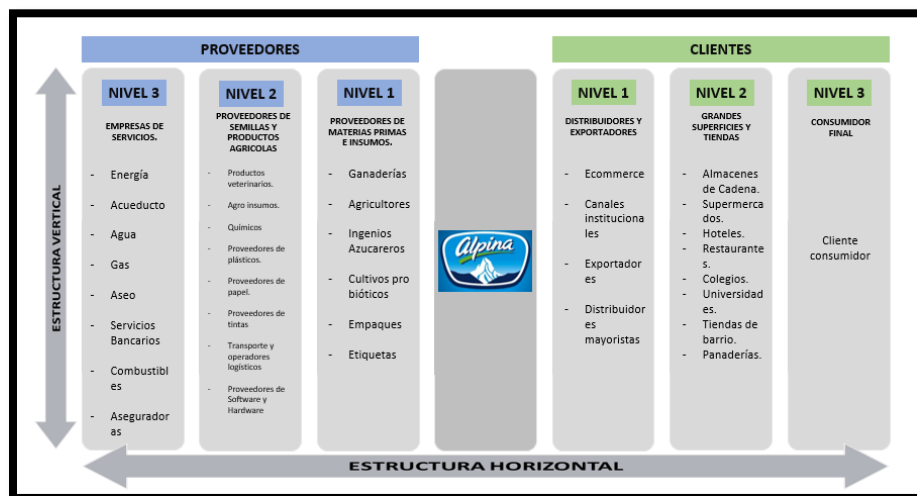 PROVEEDORES
CLIENTES
ESTRUCTURA VERTICAL
NIVEL 3
EMPRESAS DE
SERVICIOS.
- Energía
- Acueducto
- Agua
- Gas
- Aseo
- Servicios
Bancarios
- Combustibl
es
- Asegurador
as
NIVEL 2
PROVEEDORES DE
SEMILLAS Y
PRODUCTOS
AGRICOLAS
- Productos
veterinarios.
- Agro insumos.
- Químicos
- Proveedores de
plásticos.
- Proveedores de
papel.
- Proveedores de
tintas
- Transporte y
operadores
logísticos
- Proveedores de
Software y
Hardware
NIVEL 1
PROVEEDORES
DE MATERIAS PRIMAS
E INSUMOS.
- Ganaderías
- Agricultores
- Ingenios
Azucareros
- Cultivos pro
bióticos
- Empaques
- Etiquetas
alpina
NIVEL 1
DISTRIBUIDORES Y
EXPORTADORES
- Ecommerce
- Canales
instituciona
les
- Exportador
es
- Distribuidor
es
mayoristas
NIVEL 2
GRANDES
SUPERFICIES Y
TIENDAS
- Almacenes
de Cadena.
- Supermerca
dos.
- Hoteles.
- Restaurante
s.
- Colegios.
- Universidad
es.
- Tiendas de
barrio.
- Panaderías.
NIVEL 3
CONSUMIDOR
FINAL
Cliente
consumidor
ESTRUCTURA HORIZONTAL